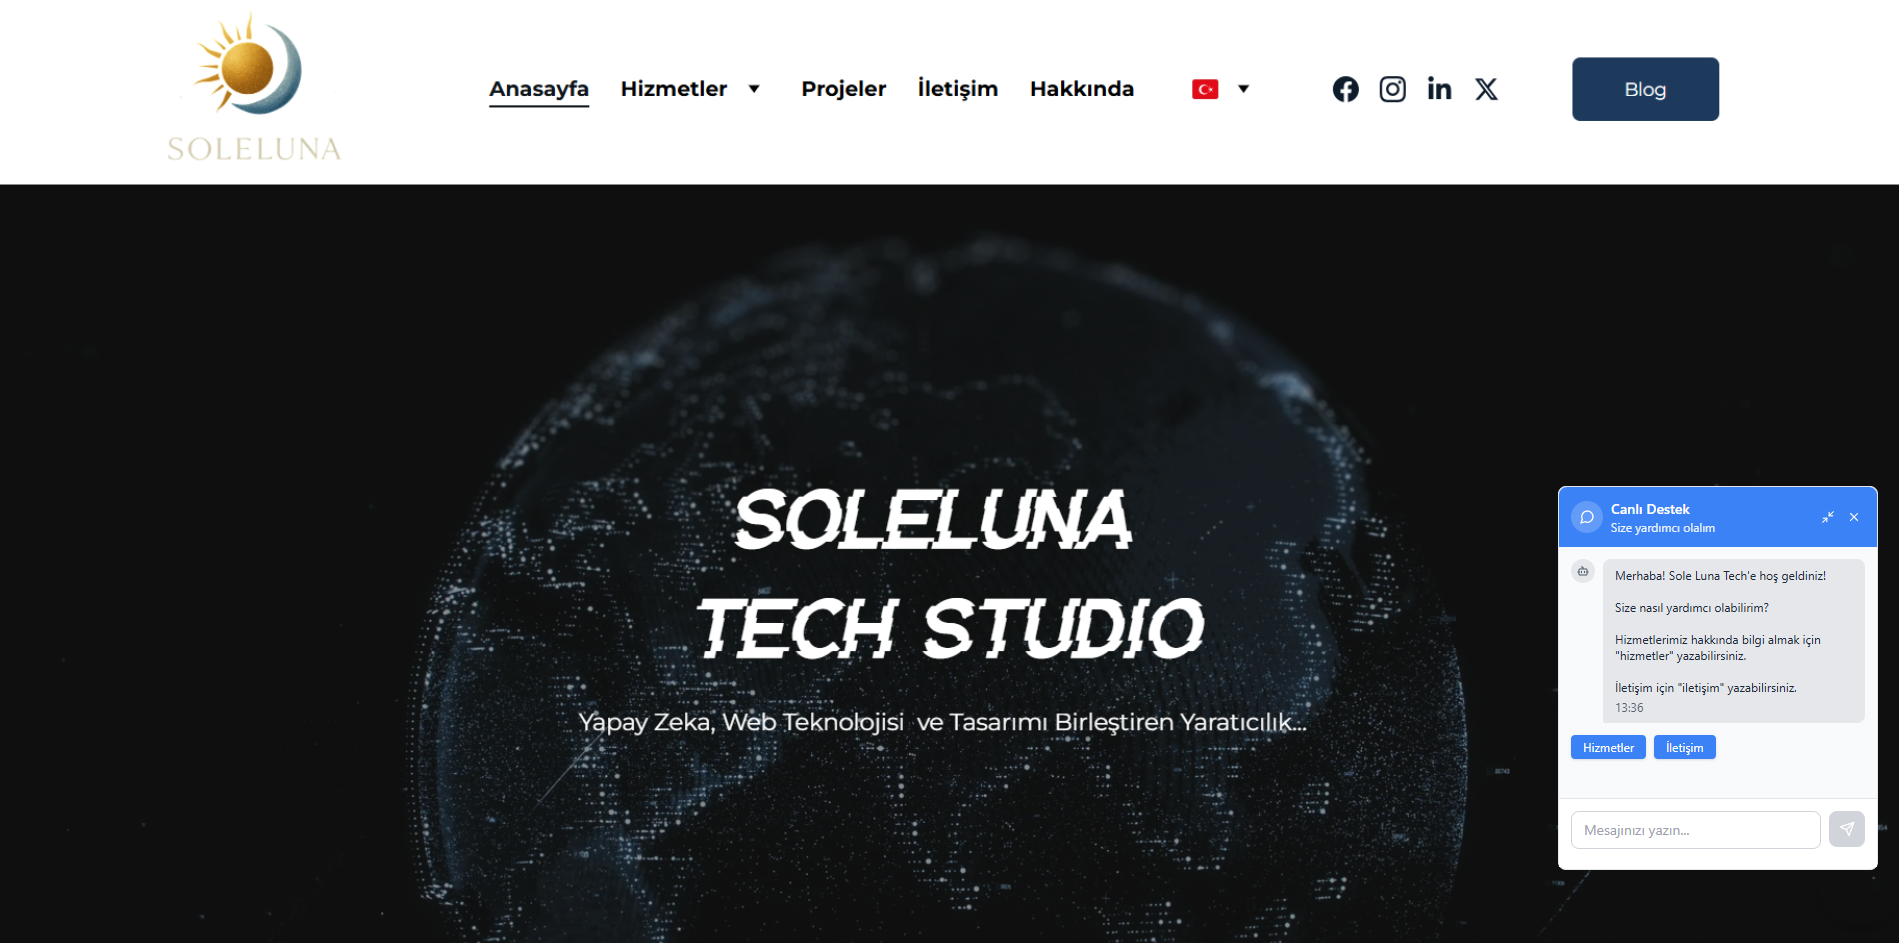 SOLELUNA
Anasayfa
Hizmetler
Projeler
İletişim
Hakkında
Blog
SOLELUNA
TECH STUDIO
Yapay Zeka, Web Teknolojisi ve Tasarımı Birleştiren Yaratıcılık...
Canlı Destek
Size yardımcı olalım
Merhaba! Sole Luna Tech'e hoş geldiniz!
Size nasıl yardımcı olabilirim?
Hizmetlerimiz hakkında bilgi almak için
"hizmetler" yazabilirsiniz.
İletişim için "iletişim" yazabilirsiniz.
13:36
Hizmetler
İletişim
Mesajınızı yazın...